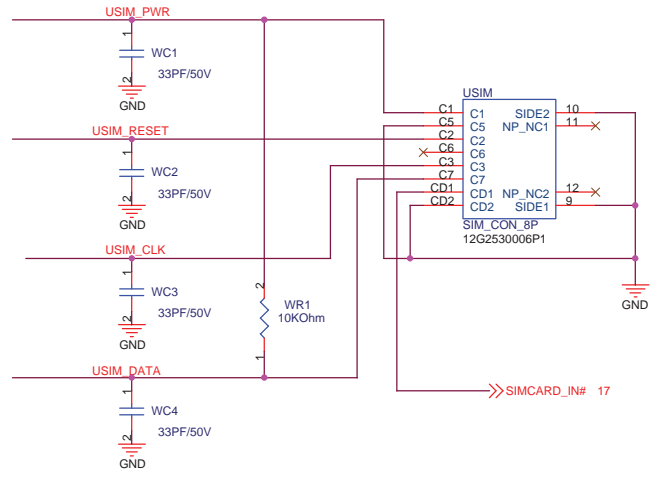 USIM_PWR
1
WC1
33PF/50V
2
GND
USIM_RESET
1
WC2
33PF/50V
2
GND
USIM_CLK
1
WC3
33PF/50V
2
GND
USIM_DATA
1
WC4
33PF/50V
2
GND
2
WR1
10KOhm
1
USIM
C1 C1 SIDE2 10
C5 C5 NP_NC1 11
C2 C2
C6 C6
C3 C3
C7 C7
CD1 CD1 NP_NC2 12
CD2 CD2 SIDE1 9
SIM_CON_8P
12G2530006P1
GND
SIMCARD_IN# 17